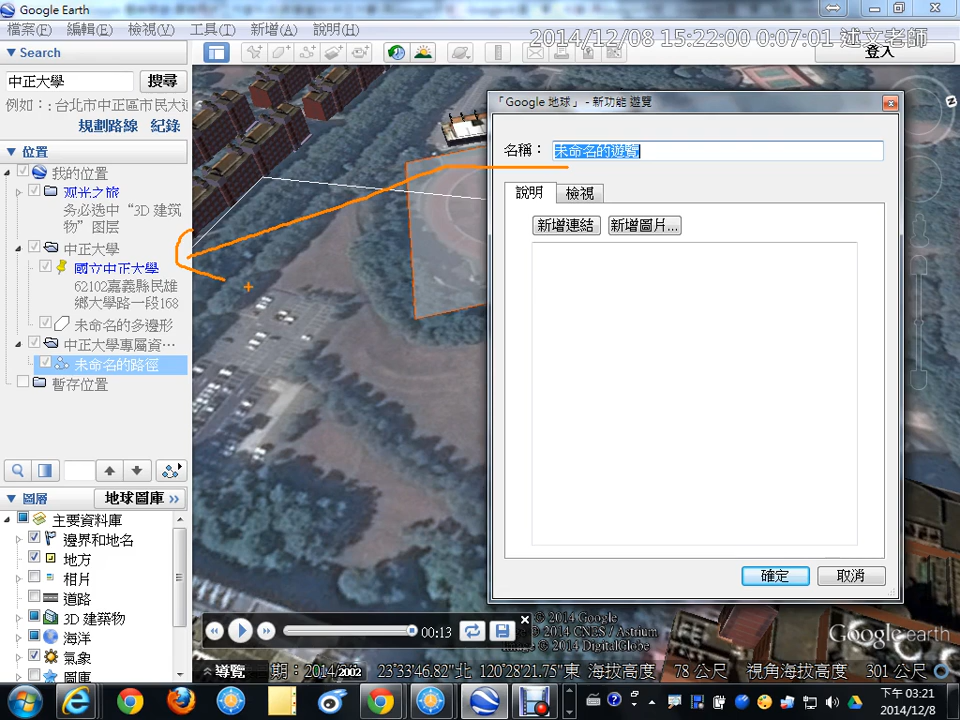 Google Earth
檔案(F) 編輯(E) 檢視(V) 工具(T) 新增(A) 說明(H)
2014/12/08 15:22:00 0:07:01 述文老師
登入
Search
中正大學 搜尋
例如：: 台北市中正區市民大道
規劃路線 紀錄
位置
我的位置
观光之旅
务必选中“3D 建筑
物”图层
中正大學
國立中正大學
62102嘉義縣民雄
鄉大學路一段168
未命名的多邊形
中正大學專屬資…
未命名的路徑
暫存位置
圖層 地球圖庫 >>
主要資料庫
邊界和地名
地方
相片
道路
3D 建築物
海洋
氣象
圖庫
「Google 地球」 - 新功能 遊覽
名稱： 未命名的遊覽
說明 檢視
新增連結 新增圖片...
確定 取消
00:13
© 2014 Google
© 2014 CNES / Astrium
Image © 2014 DigitalGlobe
Google earth
導覽 期：2014/2/2 2002 23°33'46.82"北 120°28'21.75"東 海拔高度 78 公尺 視角海拔高度 301 公尺
下午 03:21
2014/12/8